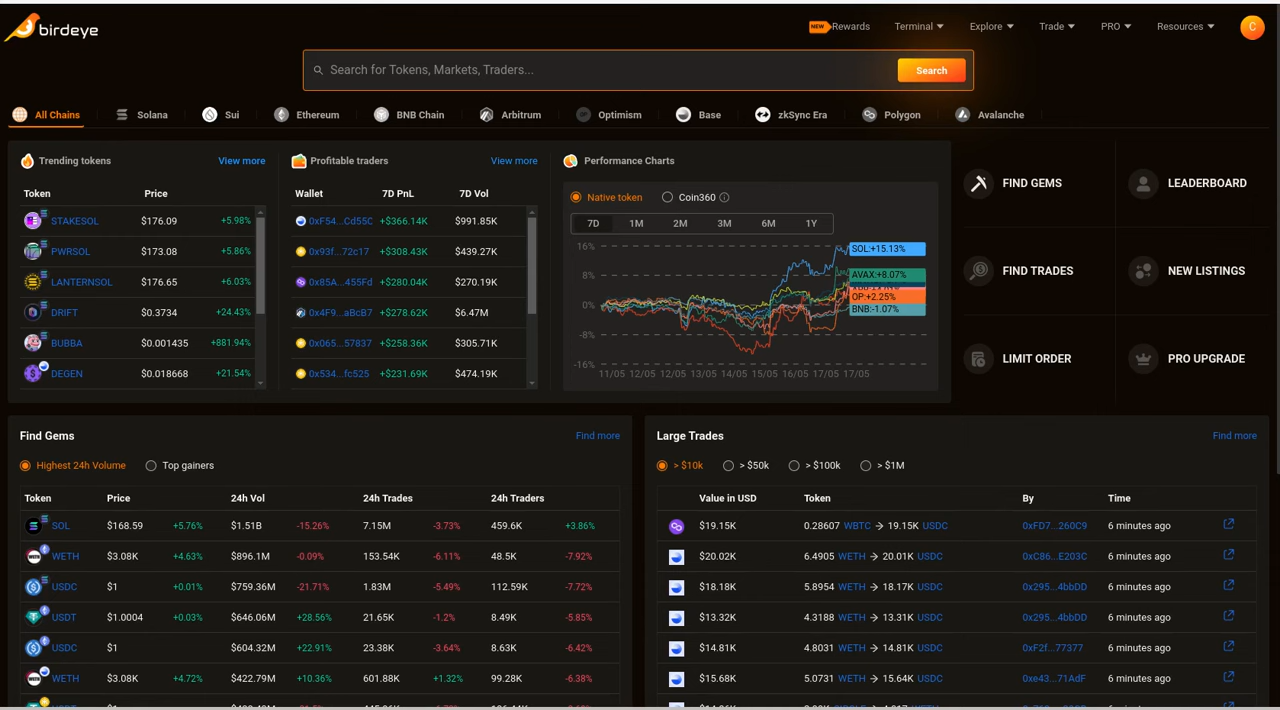 birdeye
NEW Rewards Terminal Explore Trade PRO Resources C
Search for Tokens, Markets, Traders... Search
All Chains Solana Sui Ethereum BNB Chain Arbitrum Optimism Base zkSync Era Polygon Avalanche
Trending tokens View more
Token Price
STAKESOL $176.09 +5.98%
PWRSOL $173.08 +5.86%
LANTERNSOL $176.65 +6.03%
DRIFT $0.3734 +24.43%
BUBBA $0.001435 +881.94%
DEGEN $0.018668 +21.54%
Profitable traders View more
Wallet 7D PnL 7D Vol
0xF54...Cd55C +$366.14K $991.85K
0x93f...72c17 +$308.43K $439.27K
0x85A...455Fd +$280.04K $270.19K
0x4F9...aBcB7 +$278.62K $6.47M
0x065...57837 +$258.36K $305.71K
0x534...fc525 +$231.69K $474.19K
Performance Charts
Native token Coin360
7D 1M 2M 3M 6M 1Y
16%
8%
0%
-8%
-16%
SOL:+15.13%
AVAX:+8.07%
OP:+2.25%
BNB:-1.07%
11/05 12/05 12/05 13/05 14/05 15/05 16/05 17/05 17/05
FIND GEMS LEADERBOARD
FIND TRADES NEW LISTINGS
LIMIT ORDER PRO UPGRADE
Find Gems Find more
Highest 24h Volume Top gainers
Token Price 24h Vol 24h Trades 24h Traders
SOL $168.59 +5.76% $1.51B -15.26% 7.15M -3.73% 459.6K +3.86%
WETH $3.08K +4.63% $896.1M -0.09% 153.54K -6.11% 48.5K -7.92%
USDC $1 +0.01% $759.36M -21.71% 1.83M -5.49% 112.59K -7.72%
USDT $1.0004 +0.03% $646.06M +28.56% 21.65K -1.2% 8.49K -5.85%
USDC $1 $604.32M +22.91% 23.38K -3.64% 8.63K -6.42%
WETH $3.08K +4.72% $422.79M +10.36% 601.88K +1.32% 99.28K -6.38%
Large Trades Find more
> $10k > $50k > $100k > $1M
Value in USD Token By Time
$19.15K 0.28607 WBTC → 19.15K USDC 0xFD7...260C9 6 minutes ago
$20.02K 6.4905 WETH → 20.01K USDC 0xC86...E203C 6 minutes ago
$18.18K 5.8954 WETH → 18.17K USDC 0x295...4bbDD 6 minutes ago
$13.32K 4.3188 WETH → 13.31K USDC 0x295...4bbDD 6 minutes ago
$14.81K 4.8031 WETH → 14.81K USDC 0xF2f...77377 6 minutes ago
$15.68K 5.0731 WETH → 15.64K USDC 0xe43...71AdF 6 minutes ago